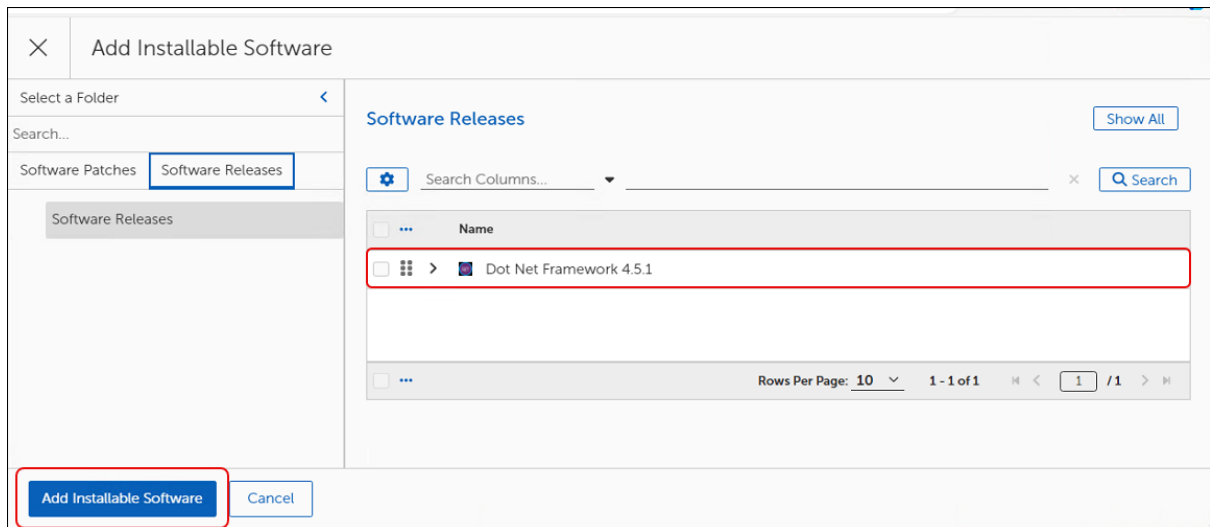 Add Installable Software
Select a Folder
Search...
Software Patches
Software Releases
Software Releases
Software Releases
Show All
Search Columns...
Search
Name
Dot Net Framework 4.5.1
Rows Per Page: 10
1 - 1 of 1
1 / 1
Add Installable Software
Cancel